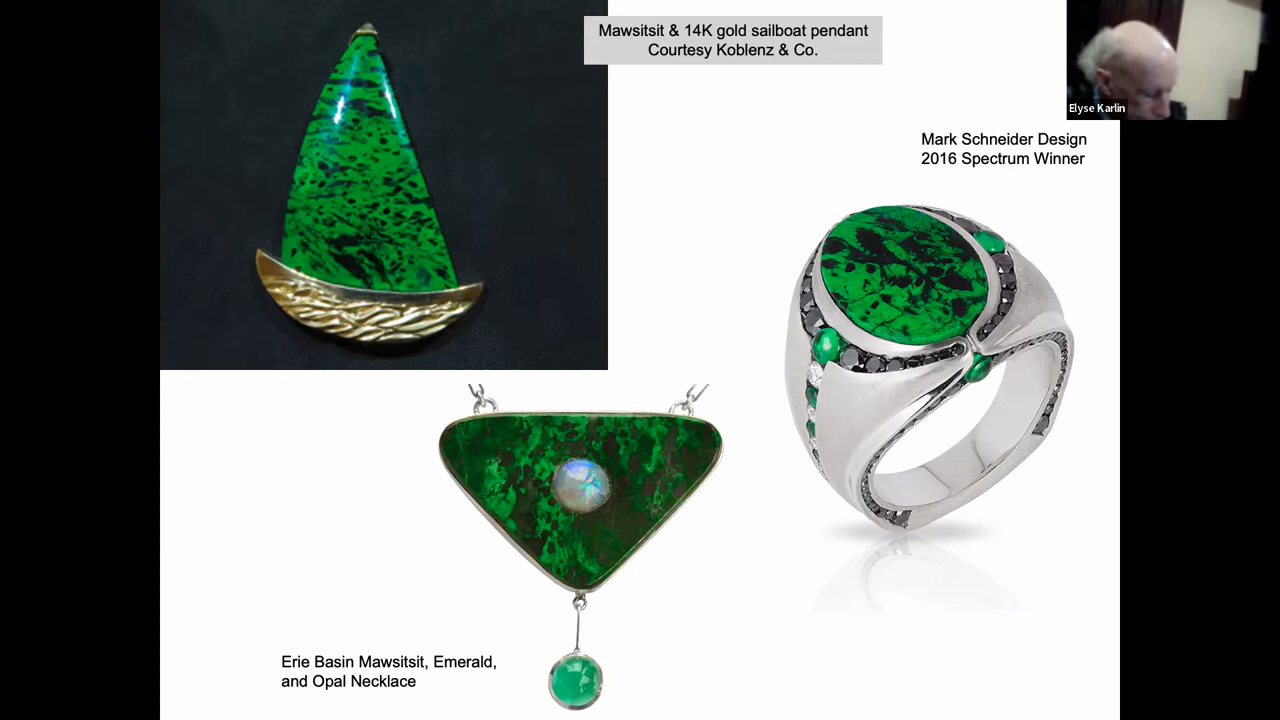 Mawsitsit & 14K gold sailboat pendant
Courtesy Koblenz & Co.
Elyse Karlin
Mark Schneider Design
2016 Spectrum Winner
Erie Basin Mawsitsit, Emerald,
and Opal Necklace